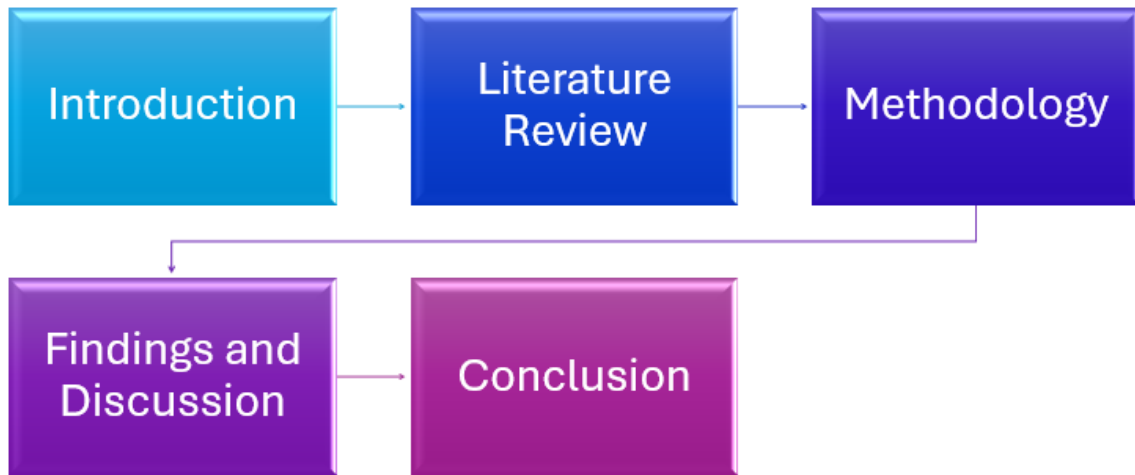 Introduction
Literature
Review
Methodology
Findings and
Discussion
Conclusion